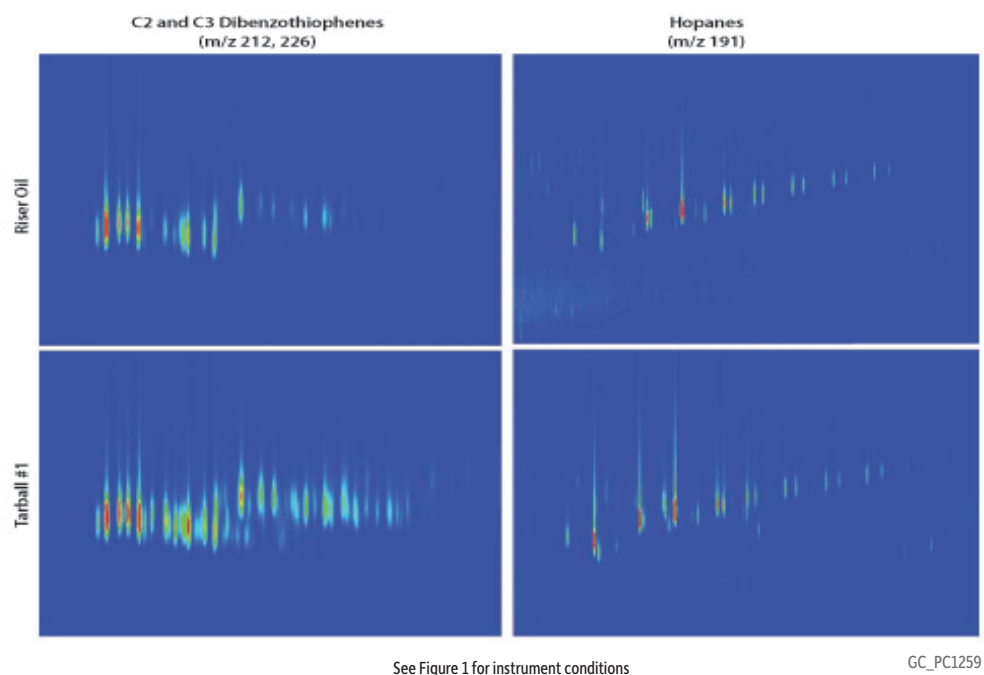 C2 and C3 Dibenzothiophenes
(m/z 212, 226)
Hopanes
(m/z 191)
Riser Oil
Tarball #1
See Figure 1 for instrument conditions
GC_PC1259